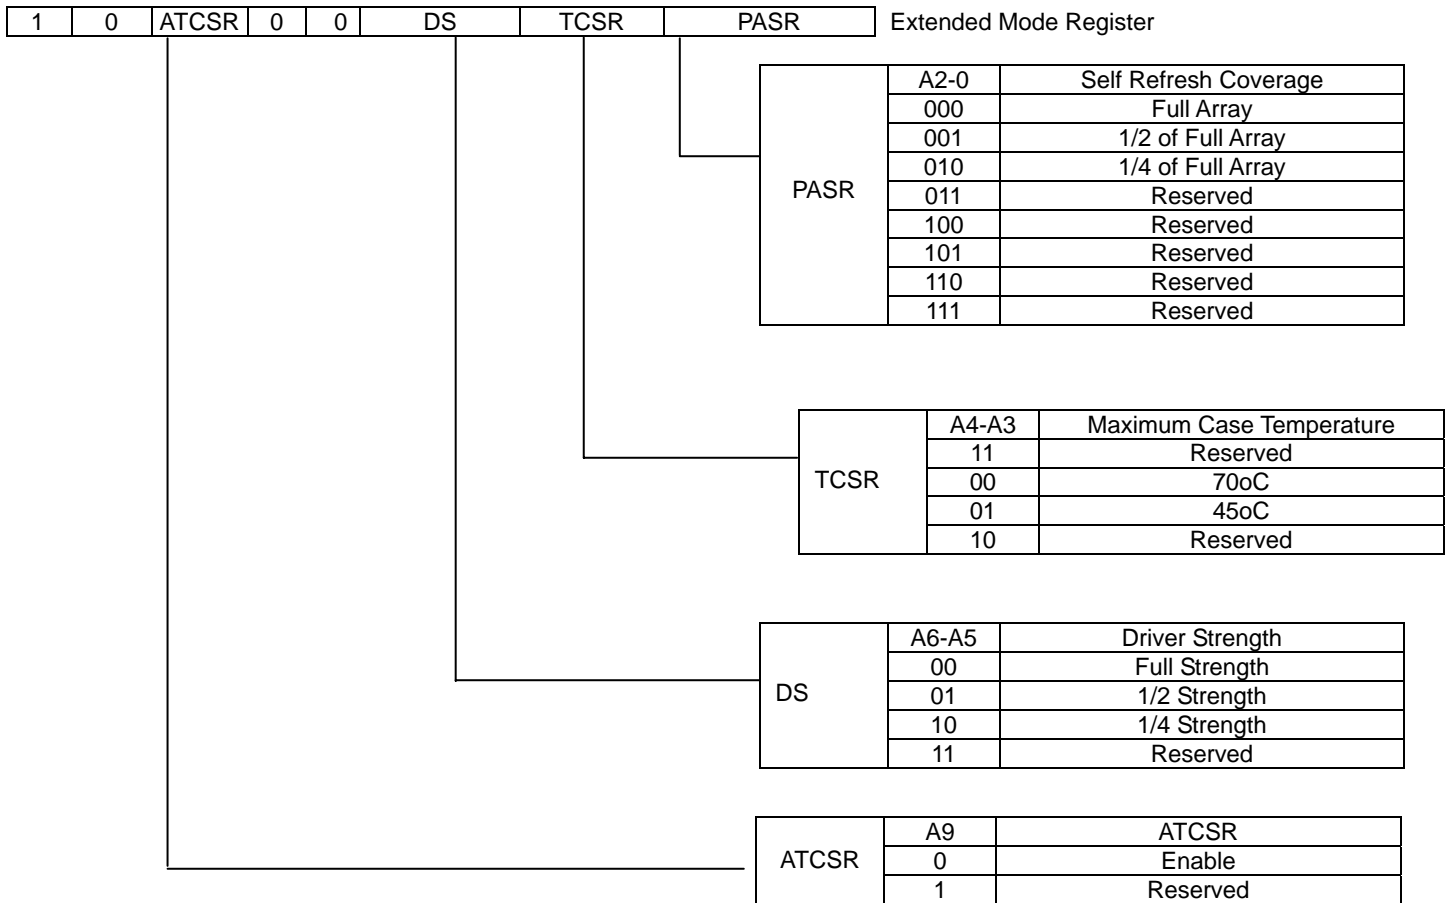 1 0 ATCSR 0 0 DS TCSR PASR Extended Mode Register
PASR
A2-0 Self Refresh Coverage
000 Full Array
001 1/2 of Full Array
010 1/4 of Full Array
011 Reserved
100 Reserved
101 Reserved
110 Reserved
111 Reserved
TCSR
A4-A3 Maximum Case Temperature
11 Reserved
00 70oC
01 45oC
10 Reserved
DS
A6-A5 Driver Strength
00 Full Strength
01 1/2 Strength
10 1/4 Strength
11 Reserved
ATCSR
A9 ATCSR
0 Enable
1 Reserved